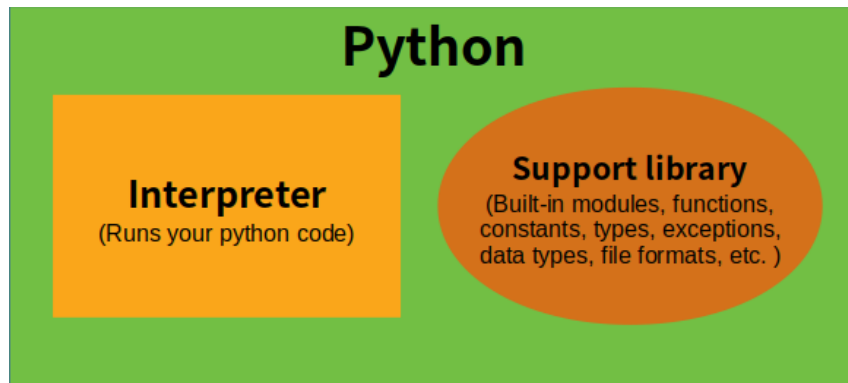 Python
Interpreter
(Runs your python code)
Support library
(Built-in modules, functions,
constants, types, exceptions,
data types, file formats, etc. )